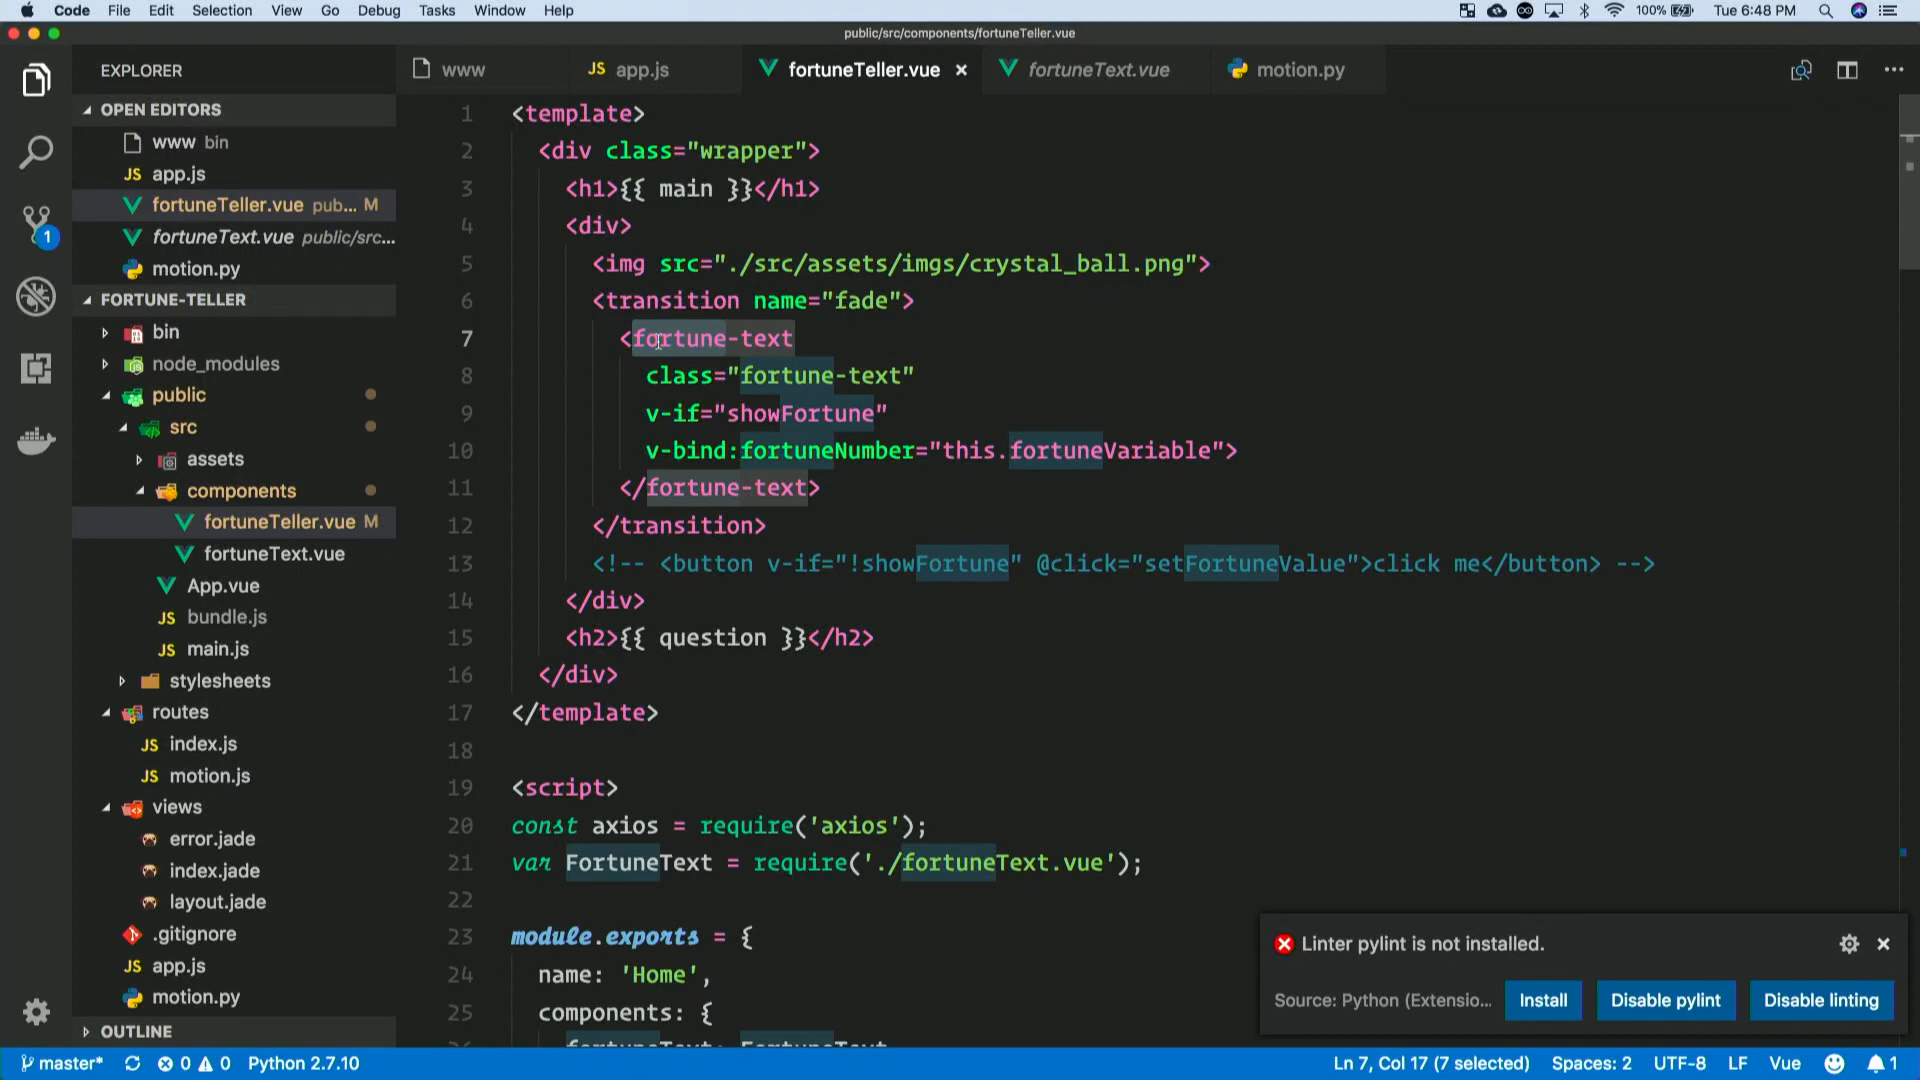 Code File Edit Selection View Go Debug Tasks Window Help 100% Tue 6:48 PM
public/src/components/fortuneTeller.vue
EXPLORER
OPEN EDITORS
www bin
JS app.js
fortuneTeller.vue pub... M
fortuneText.vue public/src...
motion.py
FORTUNE-TELLER
bin
node_modules
public
src
assets
components
fortuneTeller.vue M
fortuneText.vue
App.vue
JS bundle.js
JS main.js
stylesheets
routes
JS index.js
JS motion.js
views
error.jade
index.jade
layout.jade
.gitignore
JS app.js
motion.py
OUTLINE
1
www JS app.js fortuneTeller.vue × fortuneText.vue motion.py
1 <template>
2 <div class="wrapper">
3 <h1>{{ main }}</h1>
4 <div>
5 <img src="./src/assets/imgs/crystal_ball.png">
6 <transition name="fade">
7 <fortune-text
8 class="fortune-text"
9 v-if="showFortune"
10 v-bind:fortuneNumber="this.fortuneVariable">
11 </fortune-text>
12 </transition>
13 <!-- <button v-if="!showFortune" @click="setFortuneValue">click me</button> -->
14 </div>
15 <h2>{{ question }}</h2>
16 </div>
17 </template>
18
19 <script>
20 const axios = require('axios');
21 var FortuneText = require('./fortuneText.vue');
22
23 module.exports = {
24 name: 'Home',
25 components: {
26 fortuneText: FortuneText
Linter pylint is not installed.
Source: Python (Extensio... Install Disable pylint Disable linting
master* 0 0 Python 2.7.10 Ln 7, Col 17 (7 selected) Spaces: 2 UTF-8 LF Vue 1